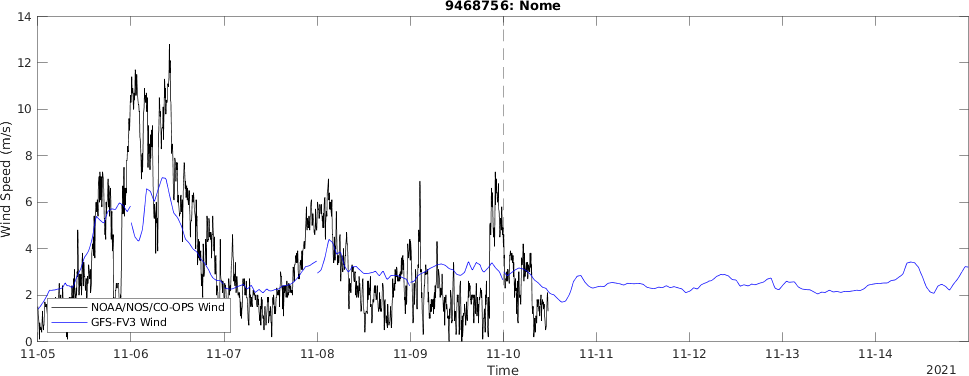 9468756: Nome
Wind Speed (m/s)
14
12
10
8
6
4
2
0
NOAA/NOS/CO-OPS Wind
GFS-FV3 Wind
11-05 11-06 11-07 11-08 11-09 11-10 11-11 11-12 11-13 11-14
Time
2021